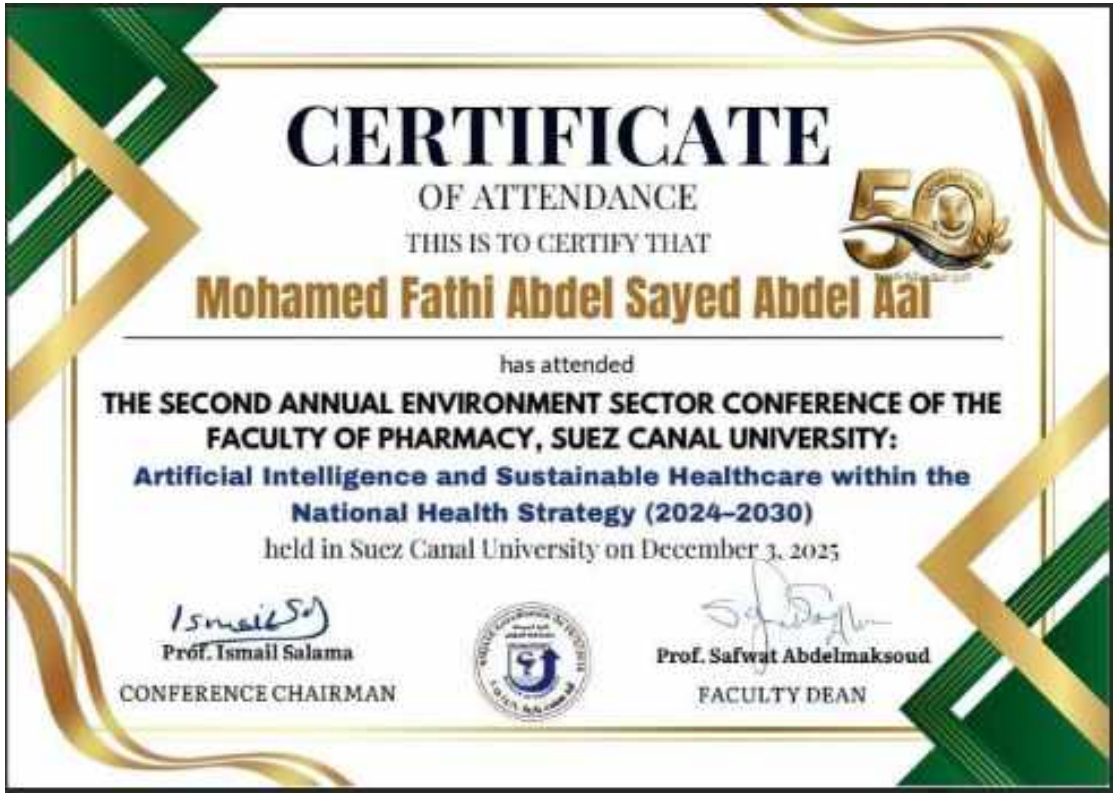 CERTIFICATE
OF ATTENDANCE
50
THIS IS TO CERTIFY THAT
Mohamed Fathi Abdel Sayed Abdel Aal
has attended
THE SECOND ANNUAL ENVIRONMENT SECTOR CONFERENCE OF THE
FACULTY OF PHARMACY, SUEZ CANAL UNIVERSITY:
Artificial Intelligence and Sustainable Healthcare within the
National Health Strategy (2024–2030)
held in Suez Canal University on December 3, 2025
Ismail
Prof. Ismail Salama
CONFERENCE CHAIRMAN
Prof. Safwat Abdelmaksoud
FACULTY DEAN